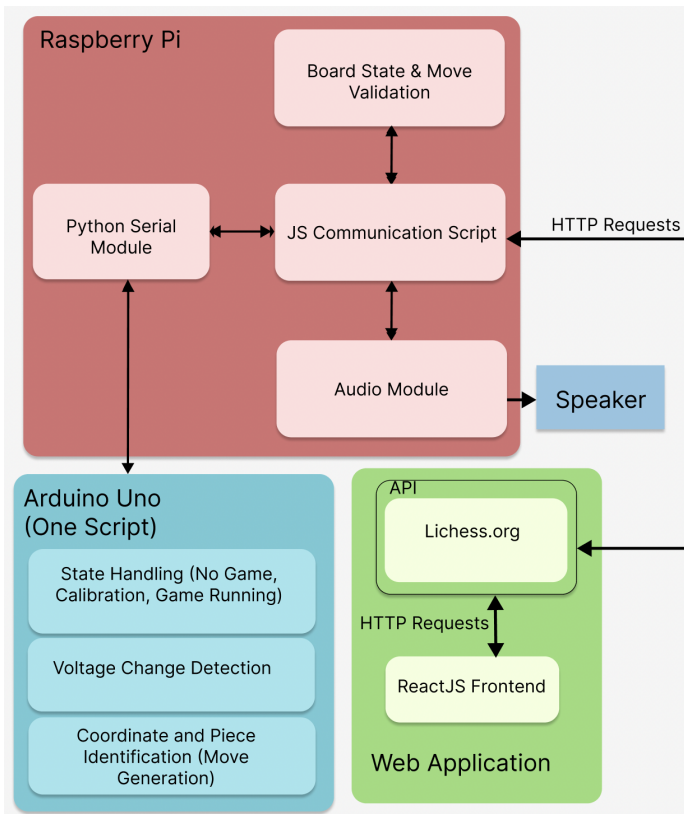 Raspberry Pi
Board State & Move
Validation
Python Serial
Module
JS Communication Script
HTTP Requests
Audio Module
Speaker
Arduino Uno
(One Script)
State Handling (No Game,
Calibration, Game Running)
Voltage Change Detection
Coordinate and Piece
Identification (Move
Generation)
API
Lichess.org
HTTP Requests
ReactJS Frontend
Web Application